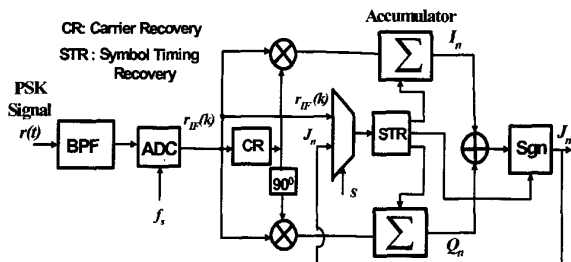 Accumulator
CR: Carrier Recovery
STR : Symbol Timing
Recovery
PSK
Signal
r(t)
BPF
ADC
f_s
r_IF(k)
CR
90⁰
r_IF(k)
J_n
s
STR
Σ
I_n
Σ
Q_n
Sgn
J_n